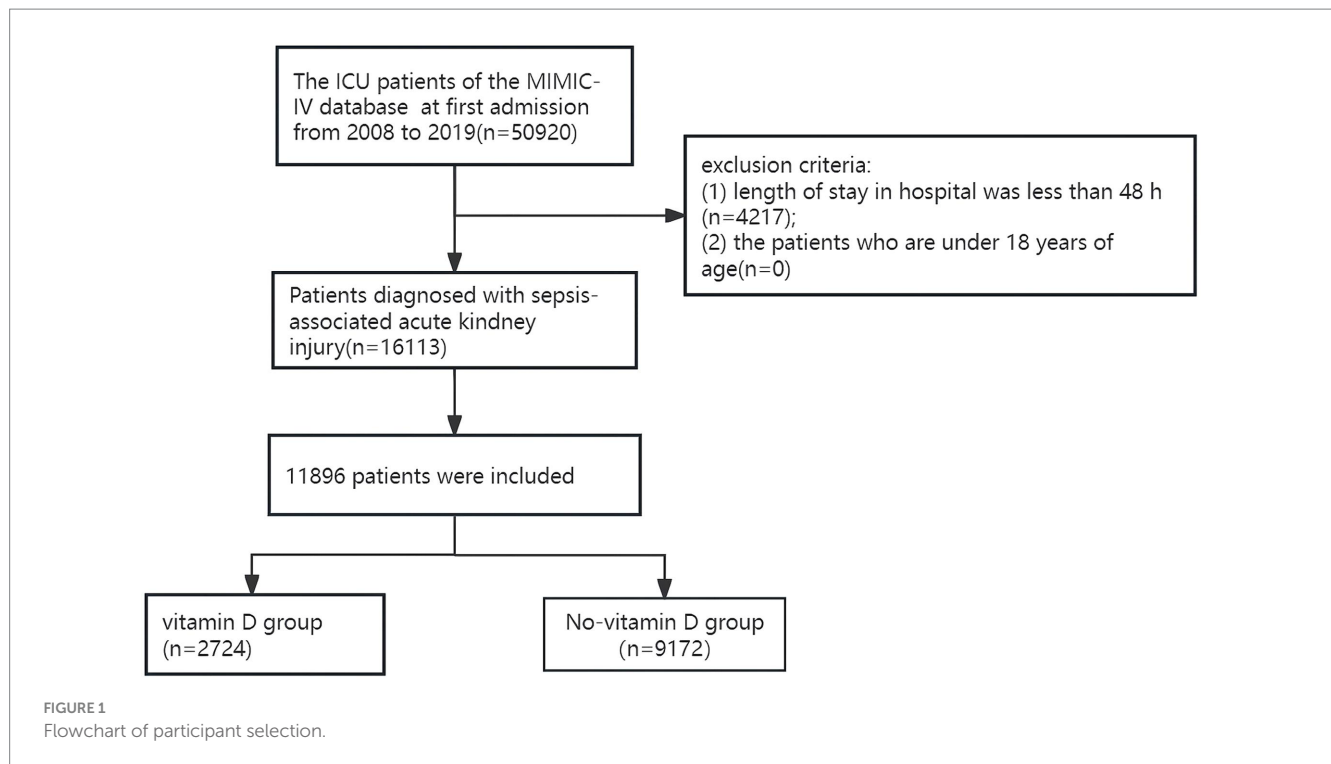 The ICU patients of the MIMIC-
IV database  at first admission
from 2008 to 2019(n=50920)
exclusion criteria:
(1) length of stay in hospital was less than 48 h
(n=4217);
(2) the patients who are under 18 years of
age(n=0)
Patients diagnosed with sepsis-
associated acute kindney
injury(n=16113)
11896 patients were included
vitamin D group
(n=2724)
No-vitamin D group
(n=9172)
FIGURE 1
Flowchart of participant selection.